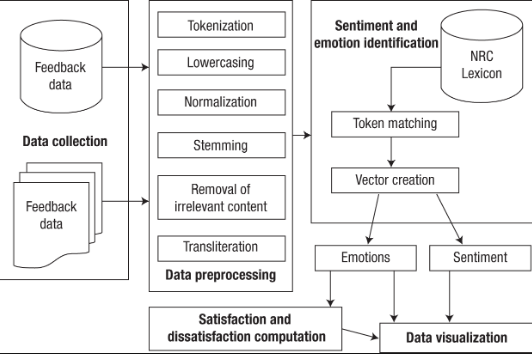 Feedback
data
Data collection
Feedback
data
Tokenization
Lowercasing
Normalization
Stemming
Removal of
irrelevant content
Transliteration
Data preprocessing
Sentiment and
emotion identification
NRC
Lexicon
Token matching
Vector creation
Emotions
Sentiment
Satisfaction and
dissatisfaction computation
Data visualization